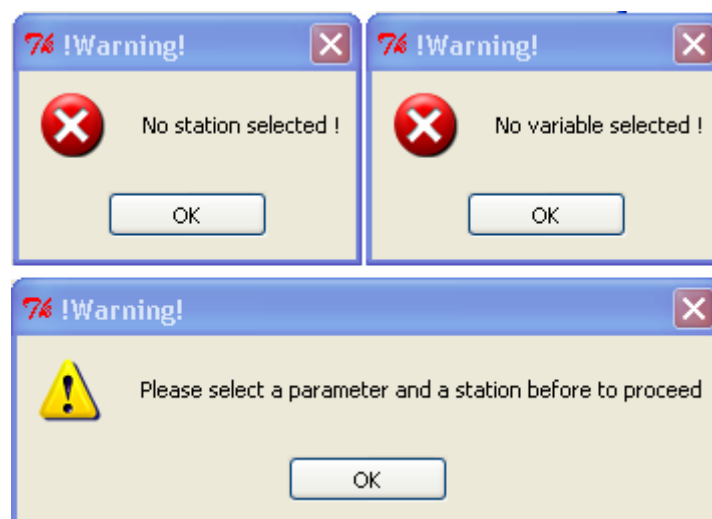 !Warning!
No station selected !
OK
!Warning!
No variable selected !
OK
!Warning!
Please select a parameter and a station before to proceed
OK